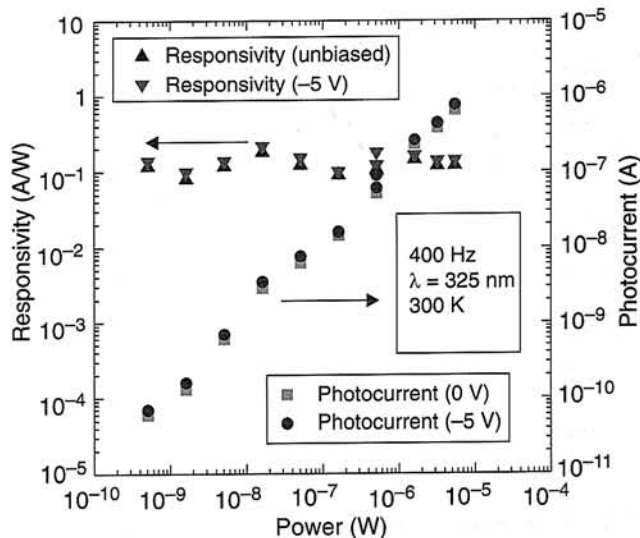 Responsivity (unbiased)
Responsivity (–5 V)
10
1
10⁻¹
10⁻²
10⁻³
10⁻⁴
10⁻⁵
Responsivity (A/W)
10⁻⁵
10⁻⁶
10⁻⁷
10⁻⁸
10⁻⁹
10⁻¹⁰
10⁻¹¹
Photocurrent (A)
400 Hz
λ = 325 nm
300 K
Photocurrent (0 V)
Photocurrent (–5 V)
10⁻¹⁰ 10⁻⁹ 10⁻⁸ 10⁻⁷ 10⁻⁶ 10⁻⁵ 10⁻⁴
Power (W)